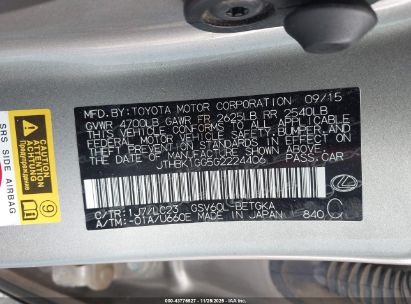 MFD.BY:TOYOTA MOTOR CORPORATION 09/15
GVWR 4700LB GAWR FR 2625LB RR 2540LB
THIS VEHICLE CONFORMS TO ALL APPLICABLE
FEDERAL MOTOR VEHICLE SAFETY, BUMPER, AND
THEFT PREVENTION STANDARDS IN EFFECT ON
THE DATE OF MANUFACTURE SHOWN ABOVE.
PASS.CAR
C/TR:1J7/LC23 GSV60L-BETGKA
A/TM:-01A/U660E MADE IN JAPAN 840 C
CAUTION
SRS SIDE AIRBAG